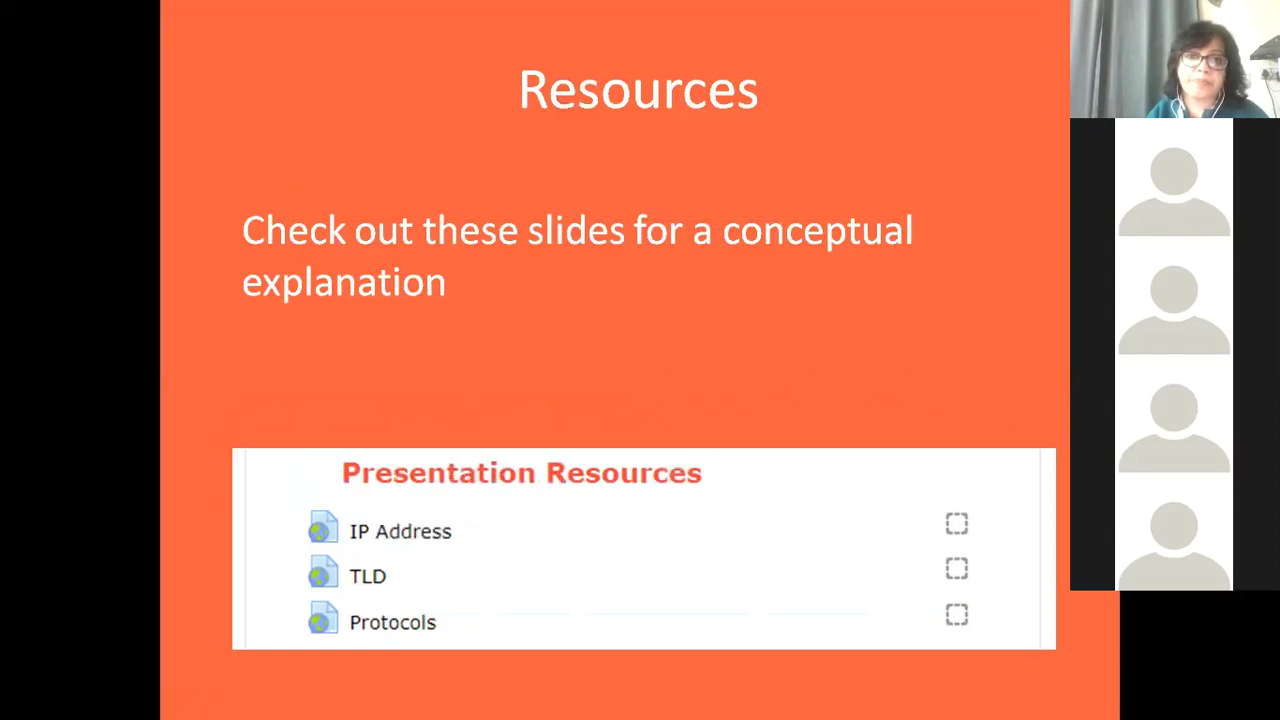 Resources
Check out these slides for a conceptual
explanation
Presentation Resources
IP Address
TLD
Protocols